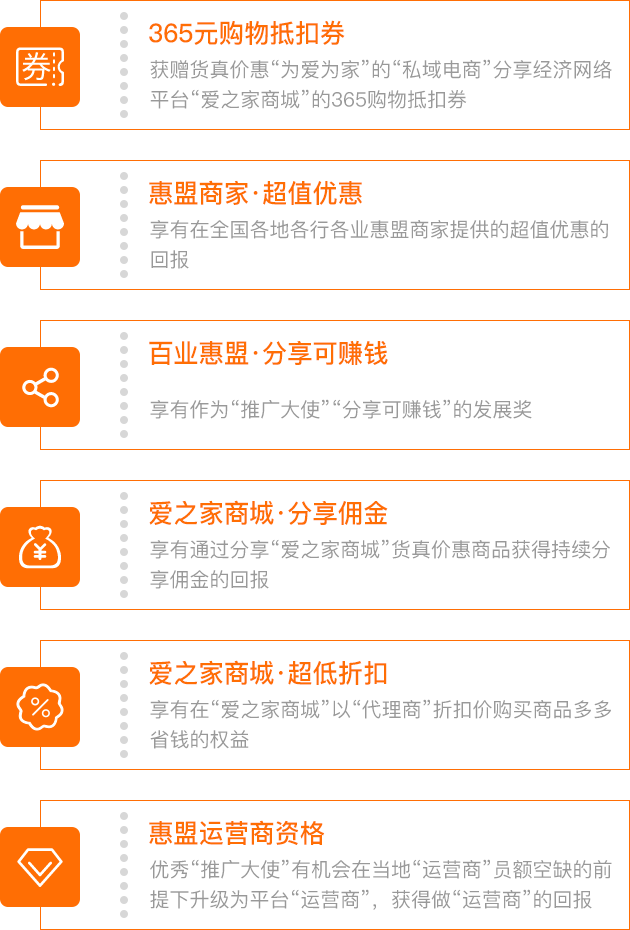 券
365元购物抵扣券
获赠货真价惠“为爱为家”的“私域电商”分享经济网络
平台“爱之家商城”的365购物抵扣券
惠盟商家·超值优惠
享有在全国各地各行各业惠盟商家提供的超值优惠的
回报
百业惠盟·分享可赚钱
享有作为“推广大使”“分享可赚钱”的发展奖
¥
爱之家商城·分享佣金
享有通过分享“爱之家商城”货真价惠商品获得持续分
享佣金的回报
%
爱之家商城·超低折扣
享有在“爱之家商城”以“代理商”折扣价购买商品多多
省钱的权益
惠盟运营商资格
优秀“推广大使”有机会在当地“运营商”员额空缺的前
提下升级为平台“运营商”，获得做“运营商”的回报